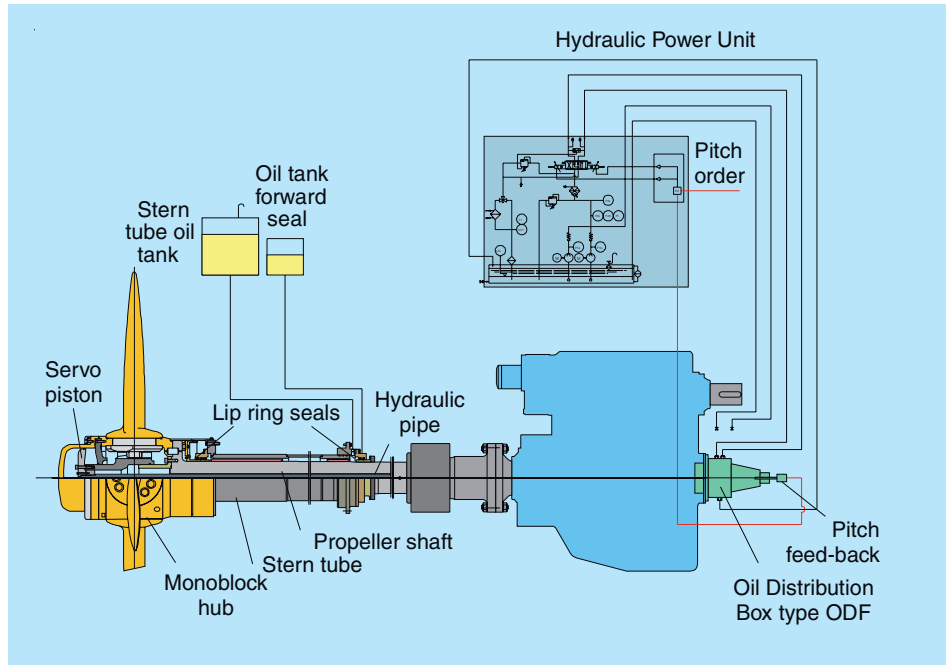 Hydraulic Power Unit
Pitch
order
Oil tank
forward
seal
Stern
tube oil
tank
Servo
piston
Lip ring seals
Hydraulic
pipe
Propeller shaft
Stern tube
Monoblock
hub
Pitch
feed-back
Oil Distribution
Box type ODF